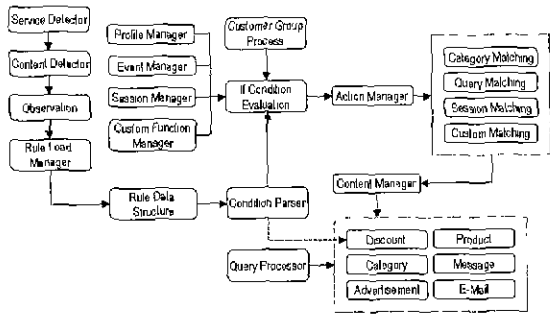 Service Detector
Content Detector
Observation
Rule Load
Manager
Profile Manager
Event Manager
Session Manager
Custom Function
Manager
Customer Group
Process
If Condition
Evaluation
Action Manager
Category Matching
Query Matching
Session Matching
Custom Matching
Content Manager
Rule Data
Structure
Condition Parser
Query Processor
Discount
Product
Category
Message
Advertisement
E-Mail